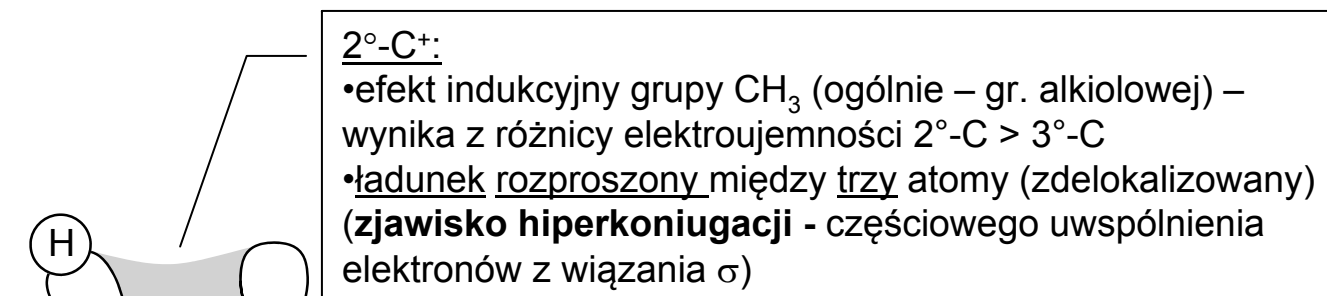 2°-C⁺:
•efekt indukcyjny grupy CH₃ (ogólnie – gr. alkiolowej) –
wynika z różnicy elektroujemności 2°-C > 3°-C
•ładunek rozproszony między trzy atomy (zdelokalizowany)
(zjawisko hiperkoniugacji - częściowego uwspólnienia
H
elektronów z wiązania σ)